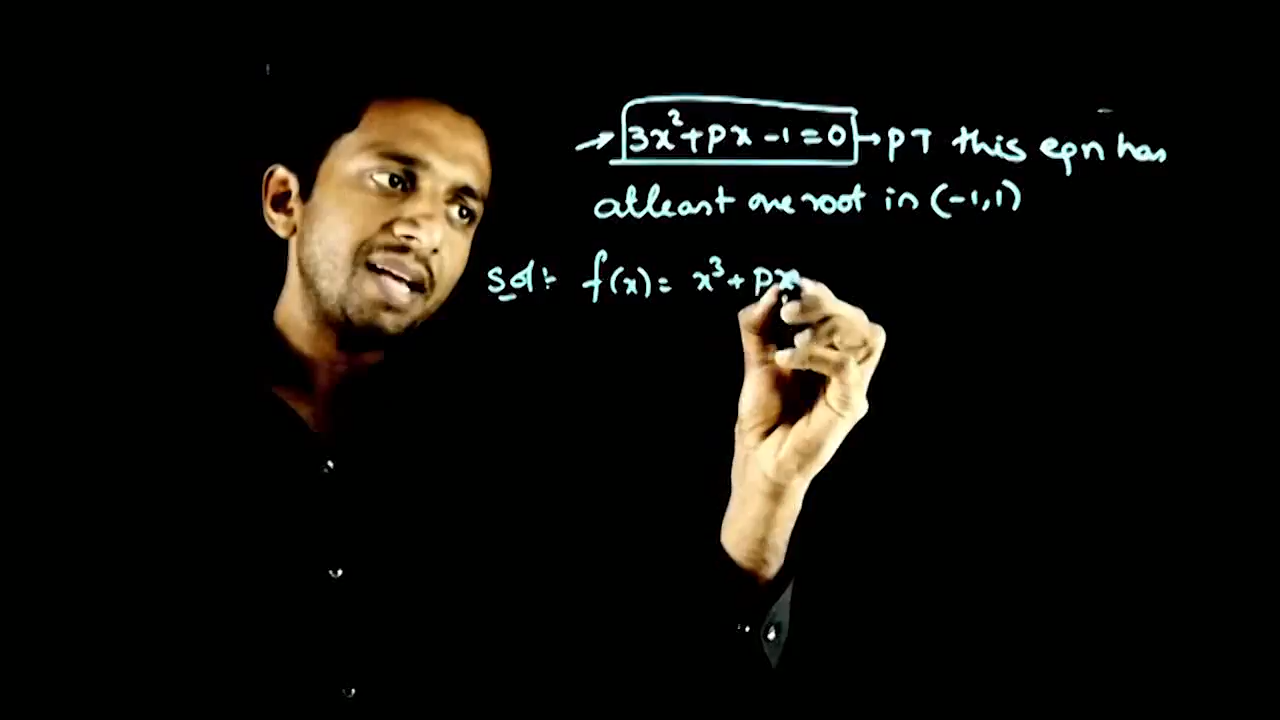 → 3x²+px-1=0 → PT this eqn has
atleast one root in (-1,1)
sol:- f(x)= x³+px